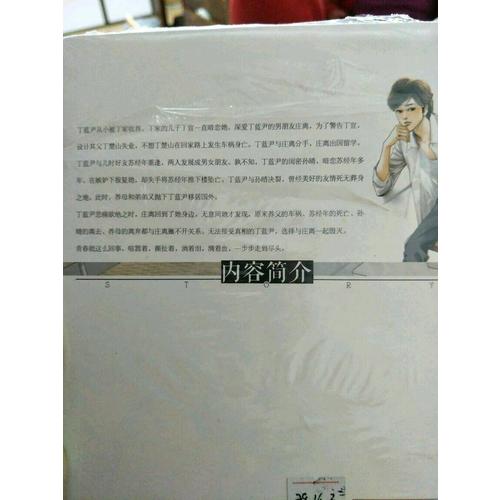 丁蓝尹从小被丁家收养。丁家的儿子丁宣一直暗恋她，深爱丁蓝尹的男朋友庄离，为了警告丁宣，
设计其父丁楚山失业，不想丁楚山在回家路上发生车祸身亡。丁蓝尹与庄离分手，庄离出国留学。
丁蓝尹与儿时好友苏经年重逢，两人发展成男女朋友。孰不知，丁蓝尹的闺密孙晴，暗恋苏经年多
年，在嫉妒下报复她，却失手将苏经年推下楼坠亡。丁蓝尹与孙晴决裂，曾经美好的友情死无葬身
之地。此时，养母和弟弟又抛下丁蓝尹移居国外。
丁蓝尹悲痛欲绝之时，庄离回到了她身边，无意间她才发现，原来养父的车祸、苏经年的死亡、孙
晴的离去、养母的离弃都与庄离撇不开关系。无法接受真相的丁蓝尹，选择与庄离一起毁灭。
青春就这么回事，喧嚣着，撕扯着，淌着泪，滴着血，一步步走到尽头。
内容简介
STORY